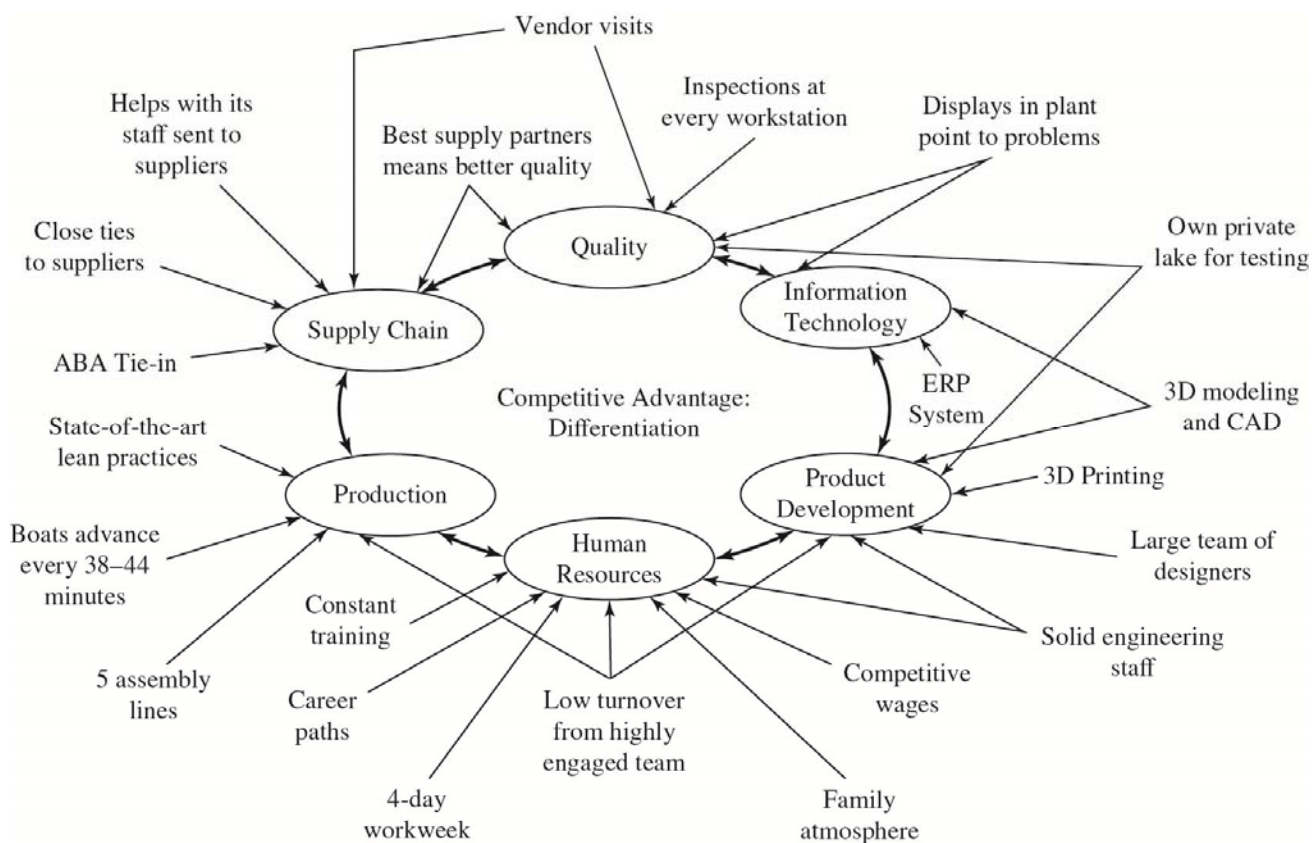 Vendor visits
Helps with its
staff sent to
suppliers
Best supply partners
means better quality
Inspections at
every workstation
Displays in plant
point to problems
Close ties
to suppliers
Quality
Own private
lake for testing
Supply Chain
Information
Technology
ABA Tie-in
ERP
System
Competitive Advantage:
Differentiation
3D modeling
and CAD
State-of-the-art
lean practices
Production
Product
Development
3D Printing
Boats advance
every 38–44
minutes
Human
Resources
Large team of
designers
Constant
training
Solid engineering
staff
5 assembly
lines
Career
paths
Low turnover
from highly
engaged team
Competitive
wages
4-day
workweek
Family
atmosphere